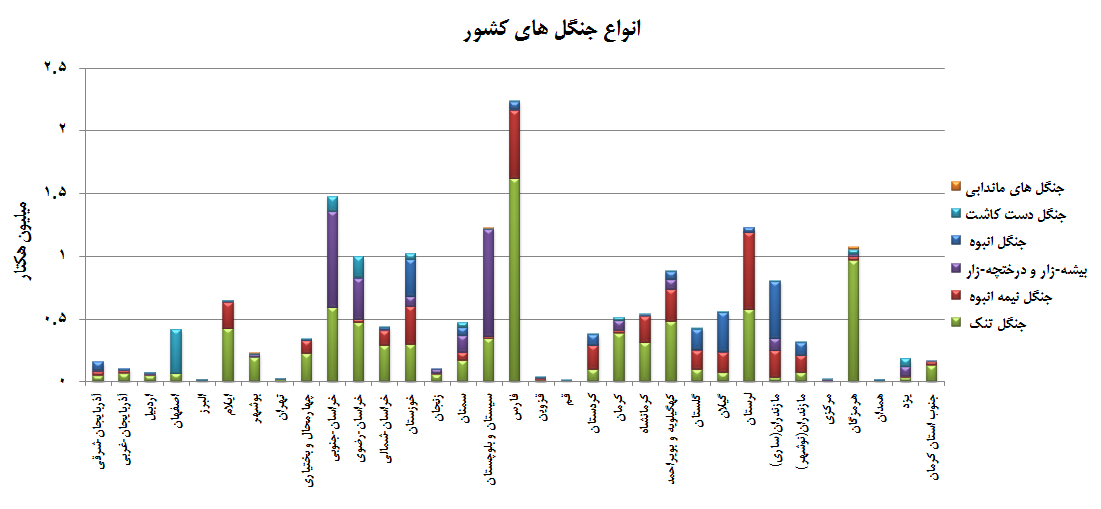 انواع جنگل های کشور
میلیون هکتار
۲.۵
۲
۱.۵
۱
۰.۵
۰
جنگل های ماندابی
جنگل دست کاشت
جنگل انبوه
بیشه-زار و درختچه-زار
جنگل نیمه انبوه
جنگل تنک
آذربایجان-شرقی
آذربایجان-غربی
اردبیل
اصفهان
البرز
ایلام
بوشهر
تهران
چهارمحال و بختیاری
خراسان-جنوبی
خراسان-رضوی
خراسان-شمالی
خوزستان
زنجان
سمنان
سیستان و بلوچستان
فارس
قزوین
قم
کردستان
کرمان
کرمانشاه
کهگیلویه و بویراحمد
گلستان
گیلان
لرستان
مازندران(ساری)
مازندران(نوشهر)
مرکزی
هرمزگان
همدان
یزد
جنوب استان کرمان